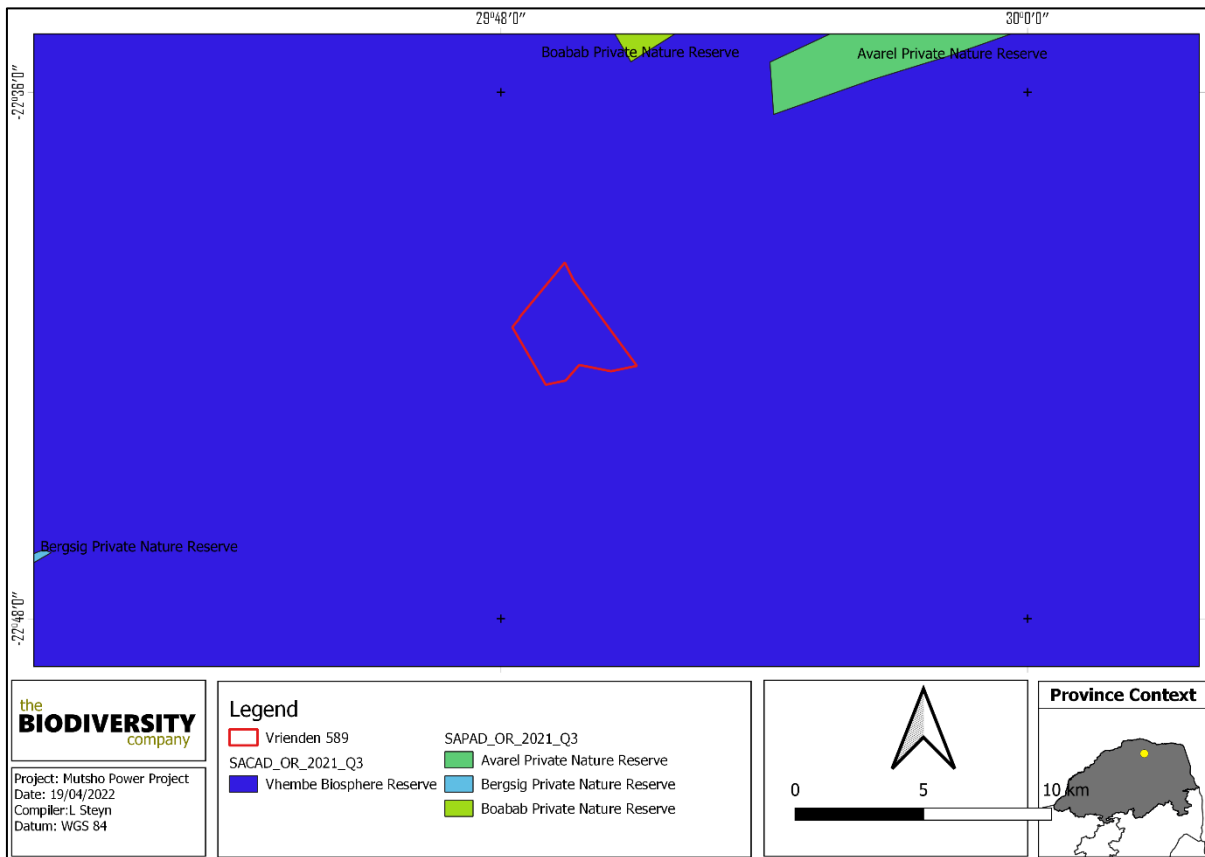 29°48'0"
30°0'0"
Boabab Private Nature Reserve
Avarel Private Nature Reserve
-22°36'0"
Bergsig Private Nature Reserve
-22°48'0"
the
BIODIVERSITY
company
Project: Mutsho Power Project
Date: 19/04/2022
Compiler:L Steyn
Datum: WGS 84
Legend
Vrienden 589
SACAD_OR_2021_Q3
Vhembe Biosphere Reserve
SAPAD_OR_2021_Q3
Avarel Private Nature Reserve
Bergsig Private Nature Reserve
Boabab Private Nature Reserve
0 5 10 km
Province Context